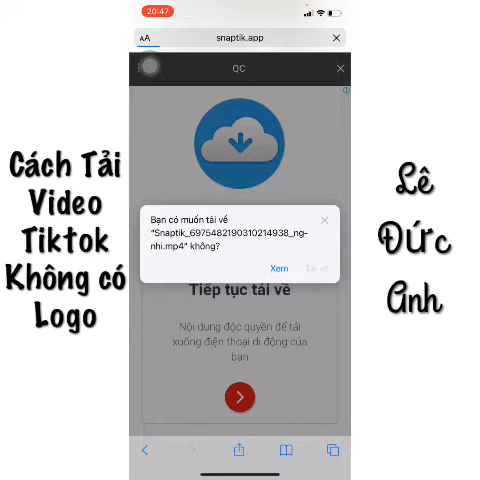 20:47
AA
snaptik.app
QC
Cách Tải
Video
Tiktok
Không có
Logo
Bạn có muốn tải về
“Snaptik_6975482190310214938_ng-
nhi.mp4” không?
Xem
Tải về
Tiếp tục tải về
Nội dung độc quyền để tải
xuống điện thoại di động của
bạn
Lê
Đức
Anh